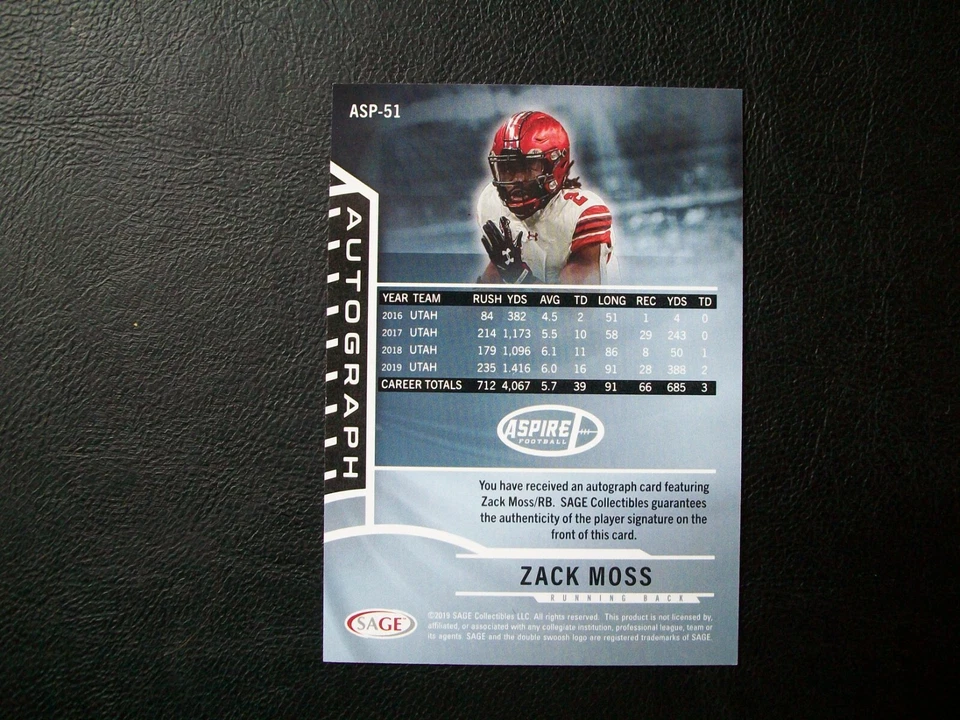 ASP-51
2
AUTOGRAPH
YEAR TEAM RUSH YDS AVG TD LONG REC YDS TD
2016 UTAH 84 382 4.5 2 51 1 4 0
2017 UTAH 214 1,173 5.5 10 58 29 243 0
2018 UTAH 179 1,096 6.1 11 86 8 50 1
2019 UTAH 235 1.416 6.0 16 91 28 388 2
CAREER TOTALS 712 4,067 5.7 39 91 66 685 3
ASPIRE
FOOTBALL
You have received an autograph card featuring
Zack Moss/RB. SAGE Collectibles guarantees
the authenticity of the player signature on the
front of this card.
ZACK MOSS
RUNNING BACK
SAGE
©2019 SAGE Collectibles LLC. All rights reserved. This product is not licensed by,
affiliated, or associated with any collegiate institution, professional league, team or
its agents SAGE and the double swoosh logo are registered trademarks of SAGE.